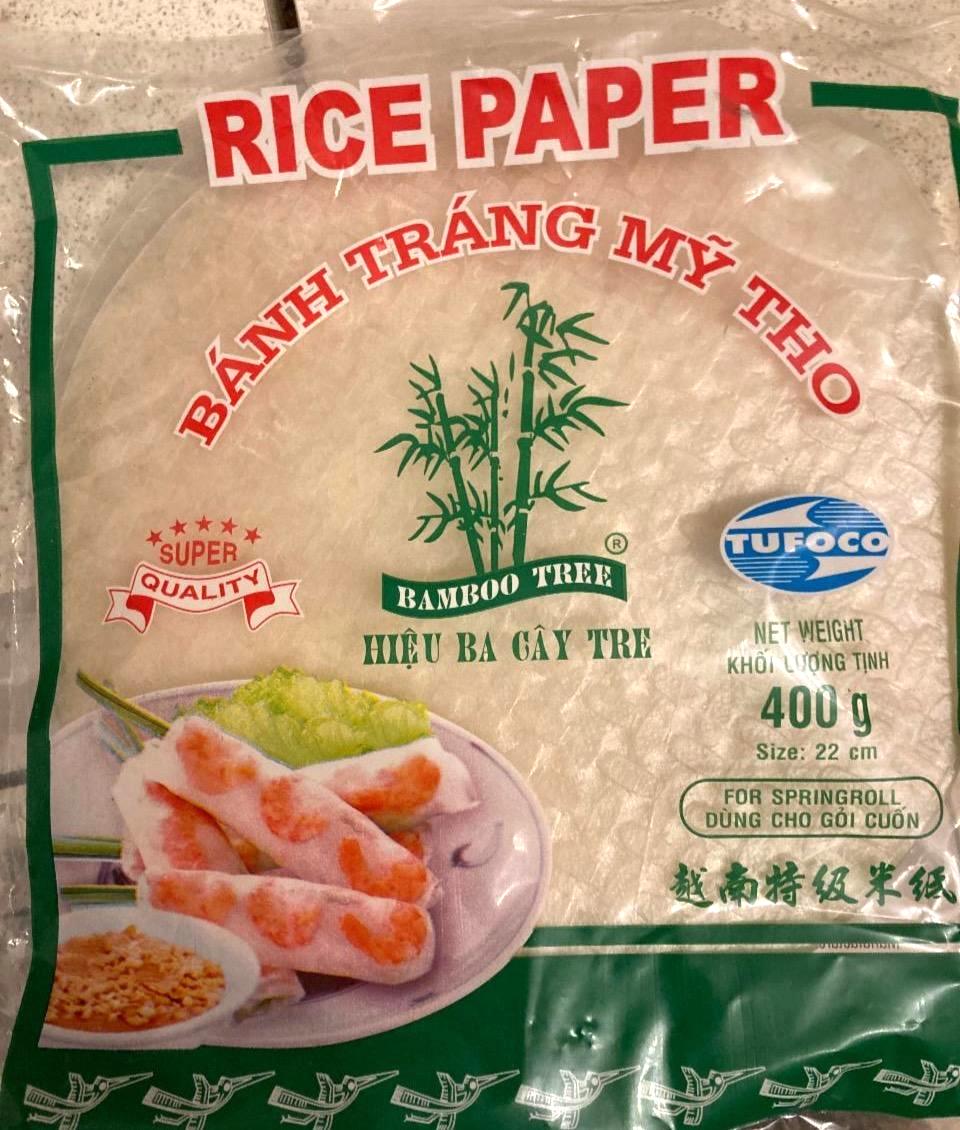 RICE PAPER
BÁNH TRÁNG MỸ THO
SUPER
QUALITY
®
BAMBOO TREE
HIỆU BA CÂY TRE
TUFOCO
NET WEIGHT
KHỐI LƯỢNG TỊNH
400 g
Size: 22 cm
FOR SPRINGROLL
DÙNG CHO GỎI CUỐN
越南特级米纸